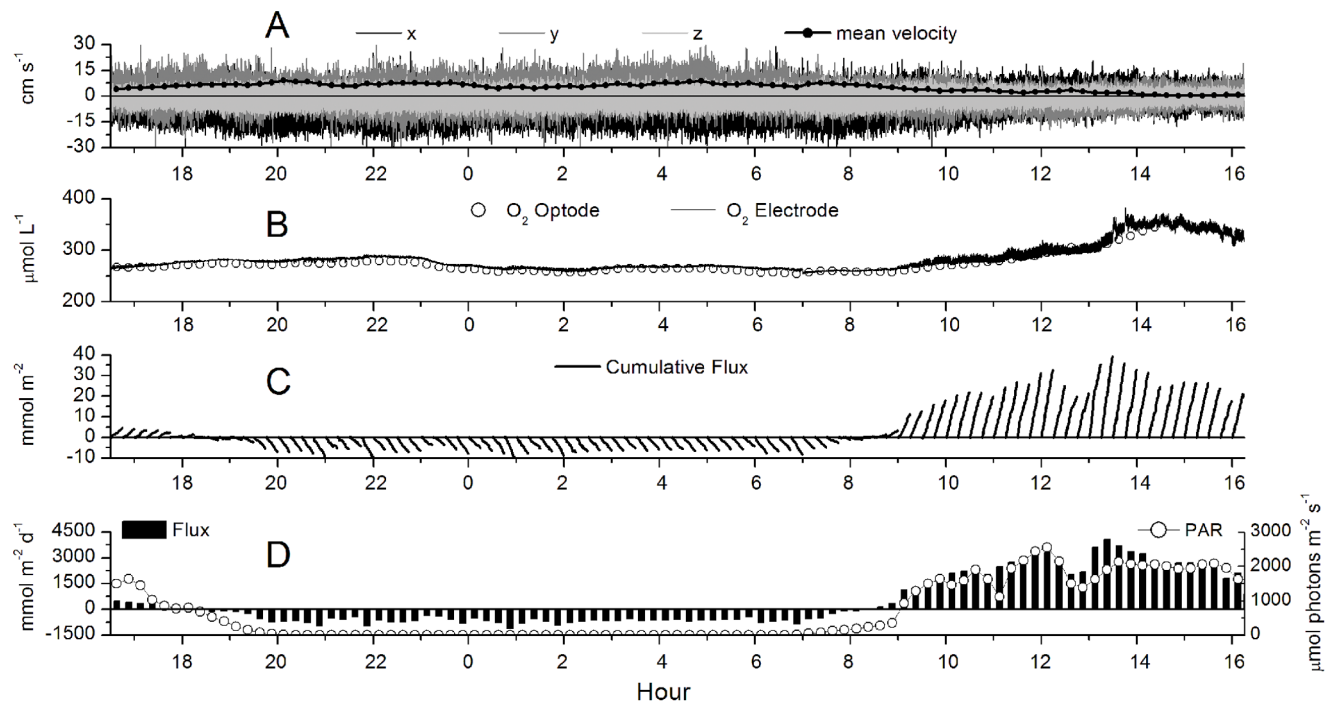 A
x y z mean velocity
cm s⁻¹
30
15
0
-15
-30
18 20 22 0 2 4 6 8 10 12 14 16
B
O₂ Optode O₂ Electrode
μmol L⁻¹
400
300
200
18 20 22 0 2 4 6 8 10 12 14 16
C
Cumulative Flux
mmol m⁻²
40
30
20
10
0
-10
18 20 22 0 2 4 6 8 10 12 14 16
D
Flux PAR
mmol m⁻² d⁻¹
4500
3000
1500
0
-1500
3000
2000
1000
0
μmol photons m⁻² s⁻¹
18 20 22 0 2 4 6 8 10 12 14 16
Hour